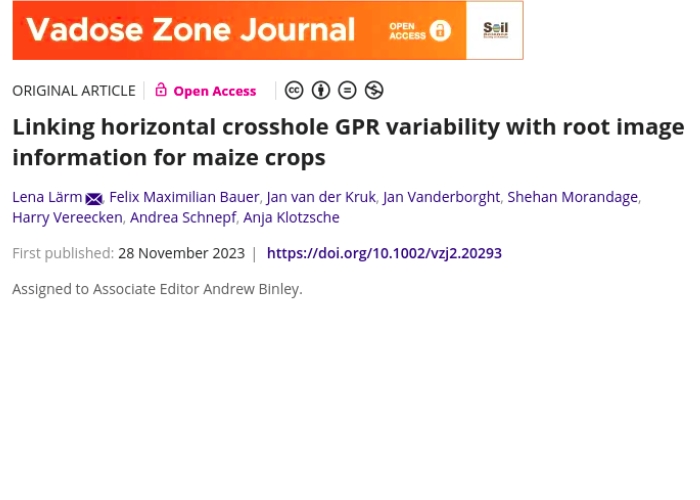 Vadose Zone Journal
OPEN
ACCESS
Soil
ORIGINAL ARTICLE
Open Access
cc
Linking horizontal crosshole GPR variability with root image
information for maize crops
Lena Lärm, Felix Maximilian Bauer, Jan van der Kruk, Jan Vanderborght, Shehan Morandage,
Harry Vereecken, Andrea Schnepf, Anja Klotzsche
First published: 28 November 2023 | https://doi.org/10.1002/vzj2.20293
Assigned to Associate Editor Andrew Binley.